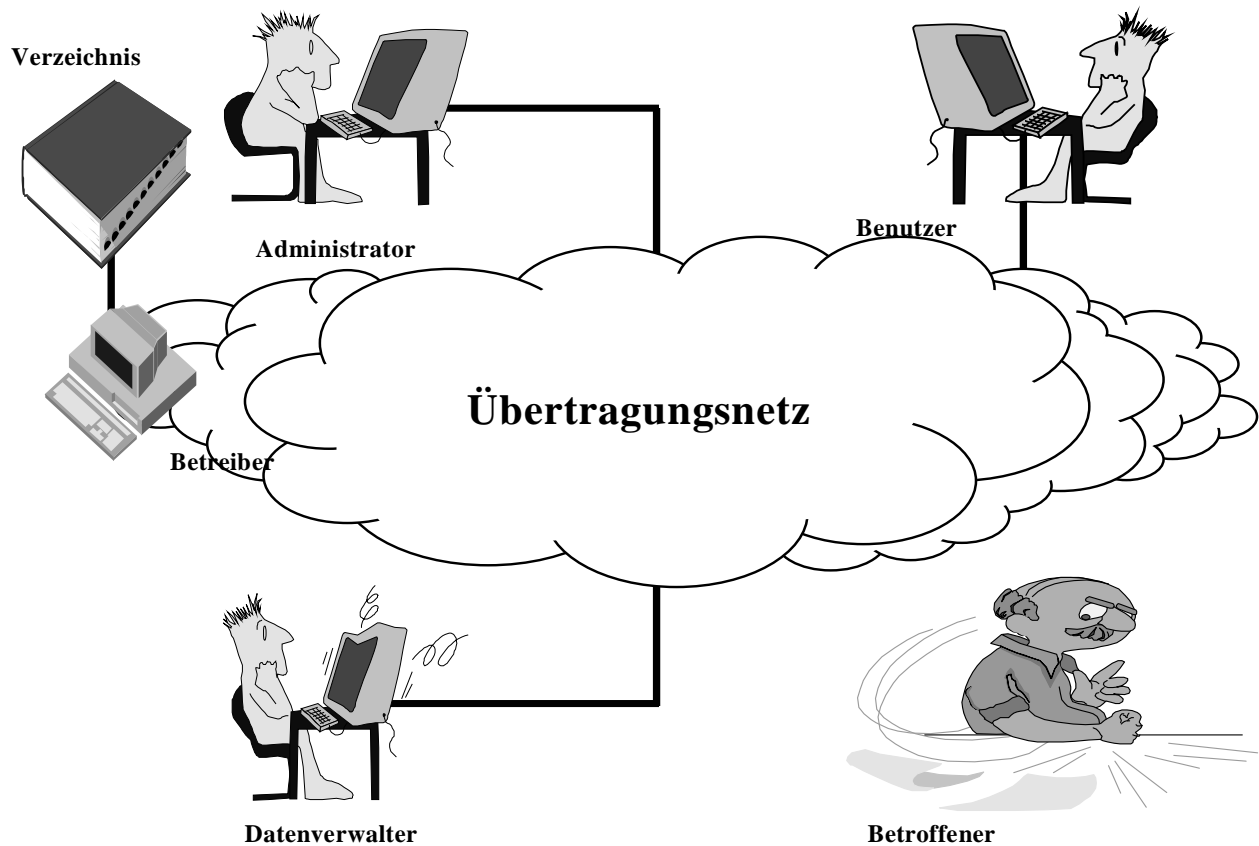 Verzeichnis
Administrator
Benutzer
Übertragungsnetz
Betreiber
Datenverwalter
Betroffener